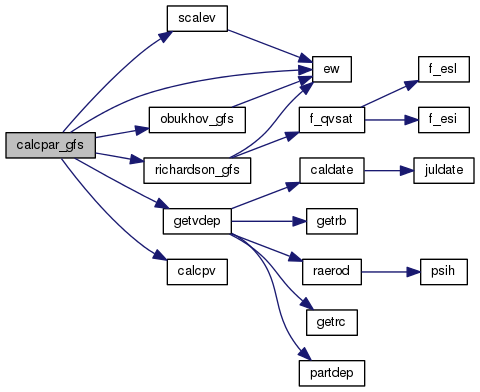 scalev
ew
f_esl
obukhov_gfs
f_qvsat
f_esi
calcpar_gfs
richardson_gfs
caldate
juldate
getvdep
getrb
calcpv
raerod
psih
getrc
partdep